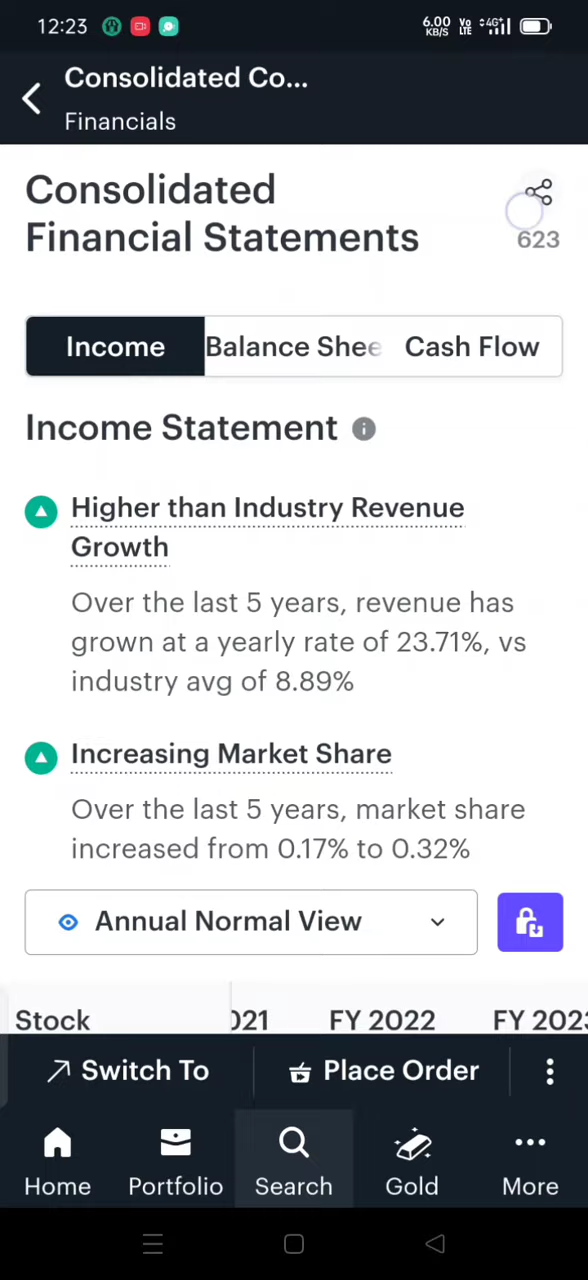 12:23
6.00 KB/S Vo LTE 4G+
Consolidated Co...
Financials
Consolidated
Financial Statements
623
Income
Balance Shee
Cash Flow
Income Statement
Higher than Industry Revenue
Growth
Over the last 5 years, revenue has
grown at a yearly rate of 23.71%, vs
industry avg of 8.89%
Increasing Market Share
Over the last 5 years, market share
increased from 0.17% to 0.32%
Annual Normal View
Stock
021
FY 2022
FY 202
Switch To
Place Order
Home
Portfolio
Search
Gold
More